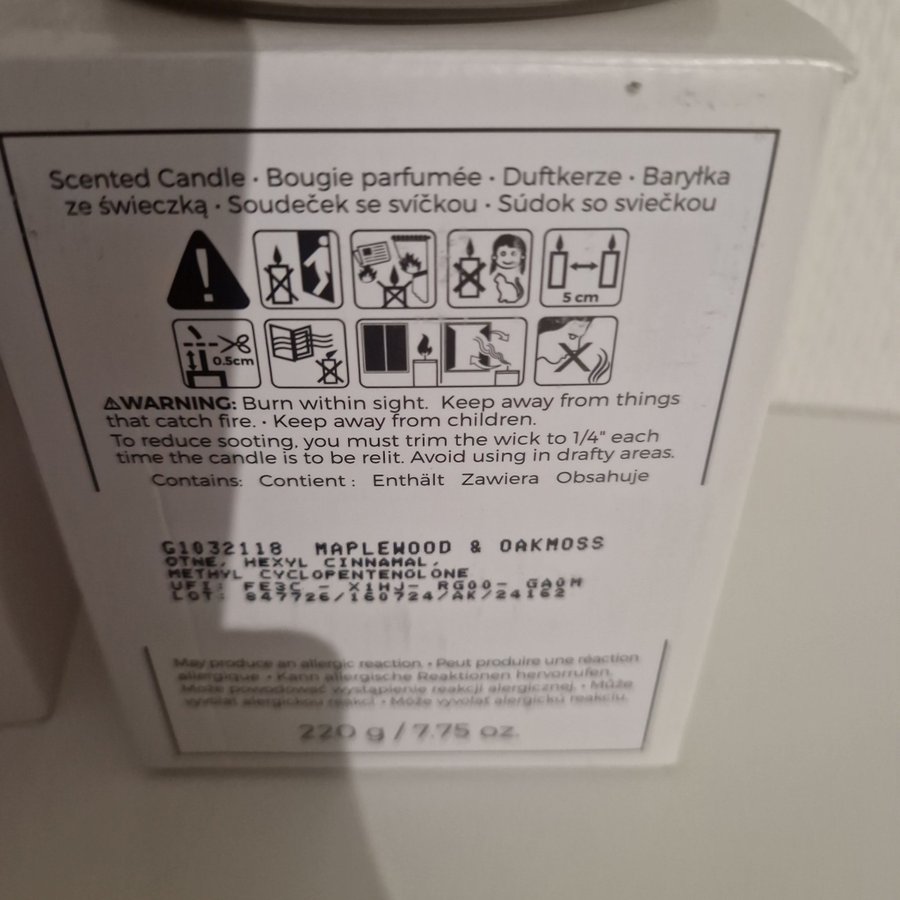 Scented Candle · Bougie parfumée · Duftkerze · Baryłka
ze świeczką · Soudeček se svíčkou · Súdok so sviečkou
5 cm
0.5cm
⚠WARNING: Burn within sight. Keep away from things
that catch fire. · Keep away from children.
To reduce sooting, you must trim the wick to 1/4" each
time the candle is to be relit. Avoid using in drafty areas.
Contains: Contient : Enthält Zawiera Obsahuje
G1032118 MAPLEWOOD & OAKMOSS
OTNE, HEXYL CINNAMAL,
METHYL CYCLOPENTENOLONE
UFI: FE3C - X1HJ- RG00- GA0M
LOT: 647726/160724/AK/24162
May produce an allergic reaction. · Peut produire une réaction
allergique · Kann allergische Reaktionen hervorrufen.
Może powodować wystąpienie reakcji alergicznej. · Může
vyvolat alergickou reakci · Može vyvolať alergickú reakciu.
220 g / 7.75 oz.